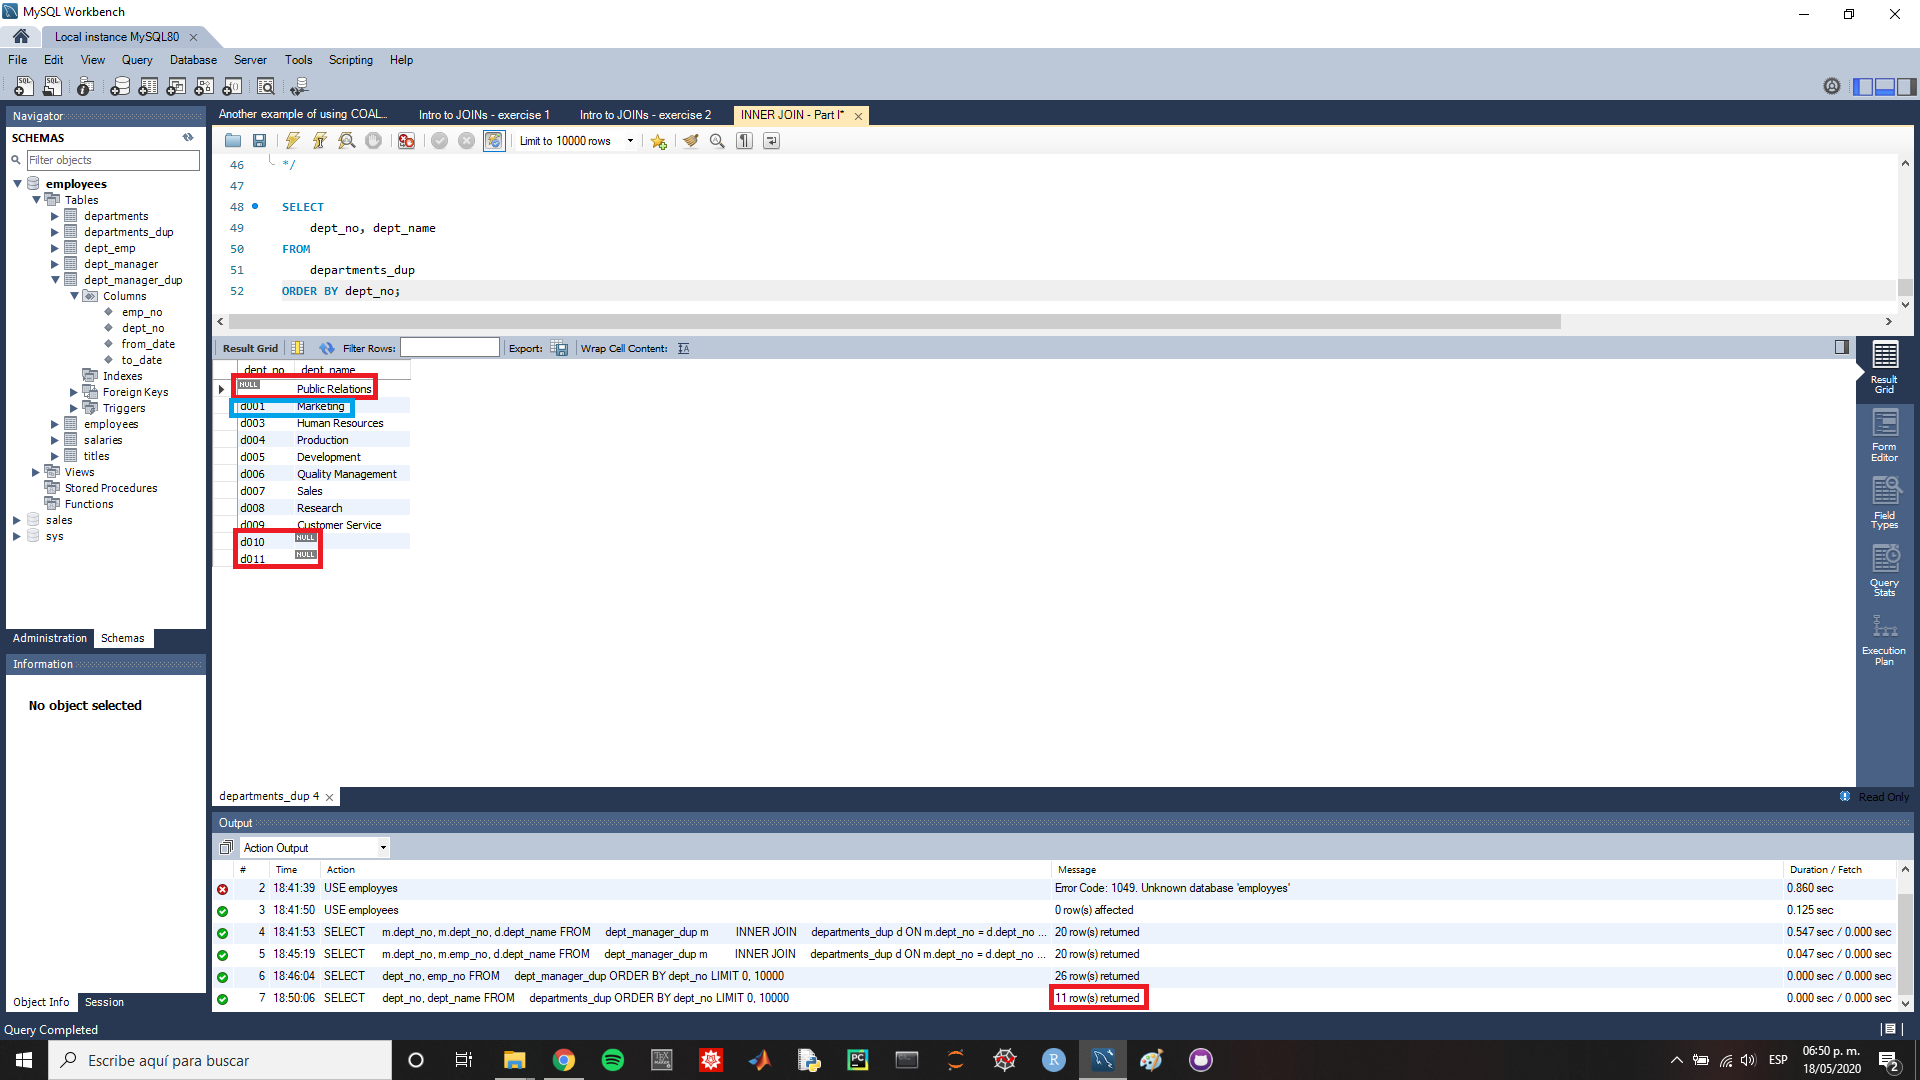 MySQL Workbench
Local instance MySQL80
File Edit View Query Database Server Tools Scripting Help
Navigator
SCHEMAS
Filter objects
employees
Tables
departments
departments_dup
dept_emp
dept_manager
dept_manager_dup
Columns
emp_no
dept_no
from_date
to_date
Indexes
Foreign Keys
Triggers
employees
salaries
titles
Views
Stored Procedures
Functions
sales
sys
Administration Schemas
Information
No object selected
Object Info Session
Another example of using COAL... Intro to JOINs - exercise 1 Intro to JOINs - exercise 2 INNER JOIN - Part I*
Limit to 10000 rows
46 */
47
48 SELECT
49 dept_no, dept_name
50 FROM
51 departments_dup
52 ORDER BY dept_no;
Result Grid Filter Rows: Export: Wrap Cell Content:
dept_no dept_name
NULL Public Relations
d001 Marketing
d003 Human Resources
d004 Production
d005 Development
d006 Quality Management
d007 Sales
d008 Research
d009 Customer Service
d010 NULL
d011 NULL
Result Grid
Form Editor
Field Types
Query Stats
Execution Plan
departments_dup 4
Read Only
Output
Action Output
# Time Action Message Duration / Fetch
2 18:41:39 USE employyes Error Code: 1049. Unknown database 'employyes' 0.860 sec
3 18:41:50 USE employees 0 row(s) affected 0.125 sec
4 18:41:53 SELECT m.dept_no, m.dept_no, d.dept_name FROM dept_manager_dup m INNER JOIN departments_dup d ON m.dept_no = d.dept_no ... 20 row(s) returned 0.547 sec / 0.000 sec
5 18:45:19 SELECT m.dept_no, m.emp_no, d.dept_name FROM dept_manager_dup m INNER JOIN departments_dup d ON m.dept_no = d.dept_no ... 20 row(s) returned 0.047 sec / 0.000 sec
6 18:46:04 SELECT dept_no, emp_no FROM dept_manager_dup ORDER BY dept_no LIMIT 0, 10000 26 row(s) returned 0.000 sec / 0.000 sec
7 18:50:06 SELECT dept_no, dept_name FROM departments_dup ORDER BY dept_no LIMIT 0, 10000 11 row(s) returned 0.000 sec / 0.000 sec
Query Completed
Escribe aquí para buscar
ESP
06:50 p. m.
18/05/2020
2